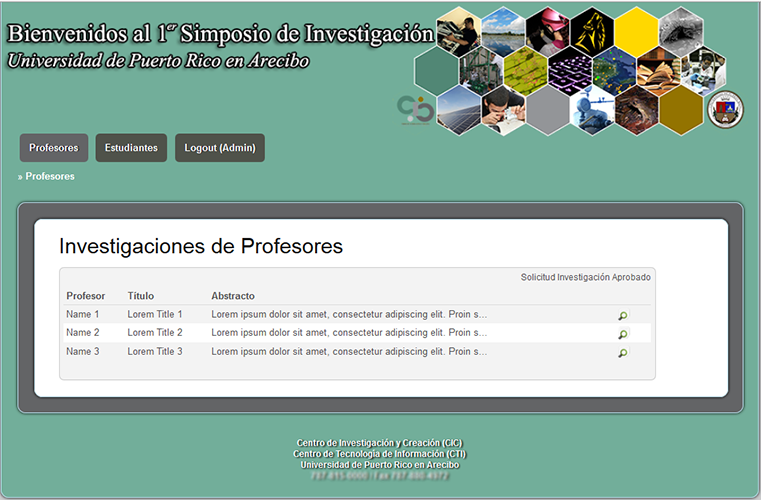 Bienvenidos al 1er Simposio de Investigación
Universidad de Puerto Rico en Arecibo
Profesores
Estudiantes
Logout (Admin)
» Profesores
Investigaciones de Profesores
Solicitud Investigación Aprobado
Profesor Título Abstracto
Name 1 Lorem Title 1 Lorem ipsum dolor sit amet, consectetur adipiscing elit. Proin s...
Name 2 Lorem Title 2 Lorem ipsum dolor sit amet, consectetur adipiscing elit. Proin s...
Name 3 Lorem Title 3 Lorem ipsum dolor sit amet, consectetur adipiscing elit. Proin s...
Centro de Investigación y Creación (CIC)
Centro de Tecnología de Información (CTI)
Universidad de Puerto Rico en Arecibo